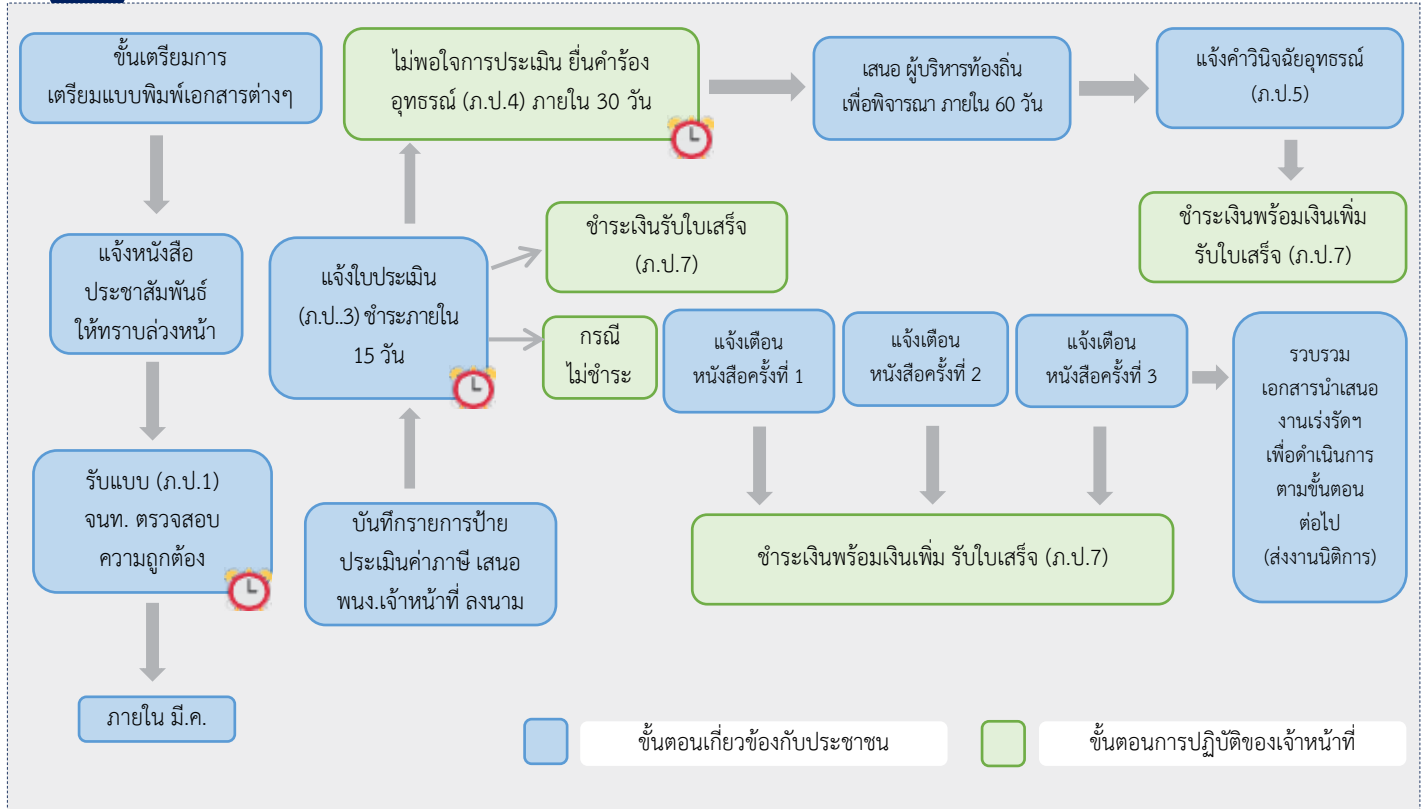 ขั้นเตรียมการ
เตรียมแบบพิมพ์เอกสารต่างๆ
ไม่พอใจการประเมิน ยื่นคำร้อง
อุทธรณ์ (ภ.ป.4) ภายใน 30 วัน
เสนอ ผู้บริหารท้องถิ่น
เพื่อพิจารณา ภายใน 60 วัน
แจ้งคำวินิจฉัยอุทธรณ์
(ภ.ป.5)
ชำระเงินพร้อมเงินเพิ่ม
รับใบเสร็จ (ภ.ป.7)
แจ้งหนังสือ
ประชาสัมพันธ์
ให้ทราบล่วงหน้า
แจ้งใบประเมิน
(ภ.ป..3) ชำระภายใน
15 วัน
ชำระเงินรับใบเสร็จ
(ภ.ป.7)
กรณี
ไม่ชำระ
แจ้งเตือน
หนังสือครั้งที่ 1
แจ้งเตือน
หนังสือครั้งที่ 2
แจ้งเตือน
หนังสือครั้งที่ 3
รวบรวม
เอกสารนำเสนอ
งานเร่งรัดฯ
เพื่อดำเนินการ
ตามขั้นตอน
ต่อไป
(ส่งงานนิติการ)
รับแบบ (ภ.ป.1)
จนท. ตรวจสอบ
ความถูกต้อง
บันทึกรายการป้าย
ประเมินค่าภาษี เสนอ
พนง.เจ้าหน้าที่ ลงนาม
ชำระเงินพร้อมเงินเพิ่ม รับใบเสร็จ (ภ.ป.7)
ภายใน มี.ค.
ขั้นตอนเกี่ยวข้องกับประชาชน
ขั้นตอนการปฏิบัติของเจ้าหน้าที่